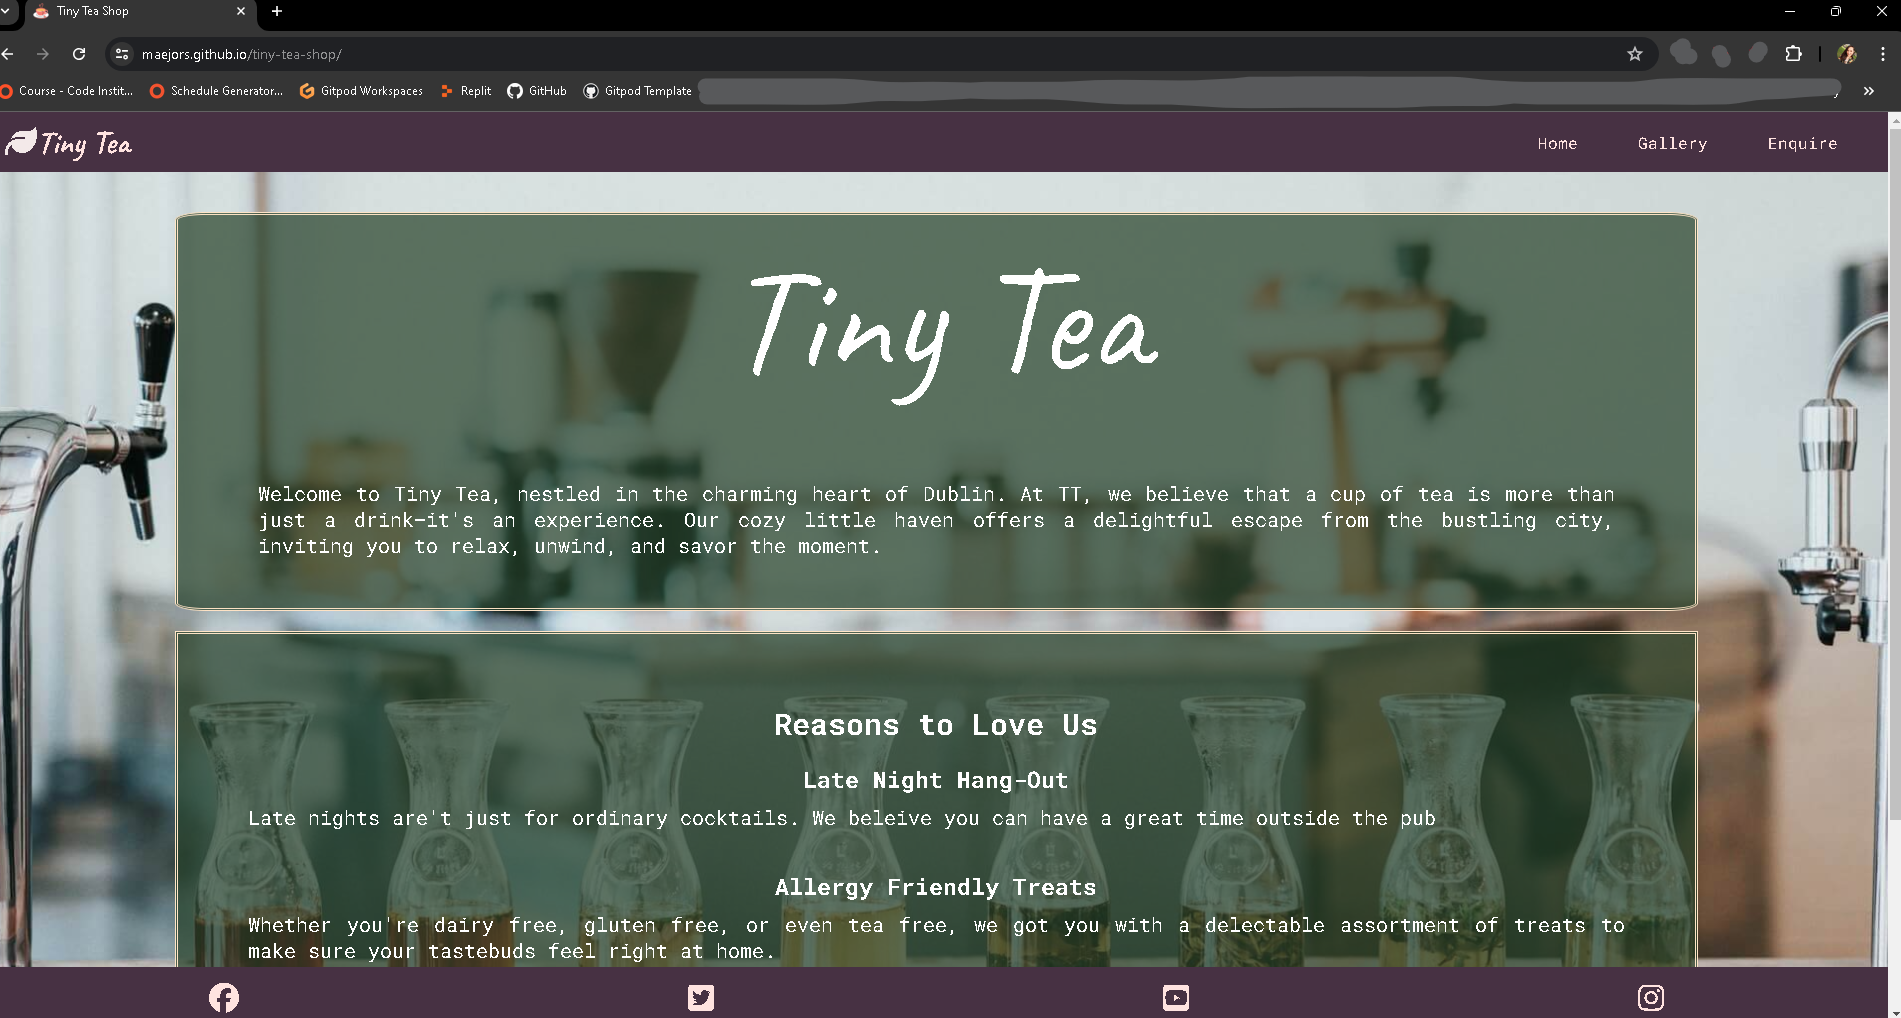 Tiny Tea Shop
maejors.github.io/tiny-tea-shop/
Course - Code Instit... Schedule Generator... Gitpod Workspaces Replit GitHub Gitpod Template
Tiny Tea Home Gallery Enquire
Tiny Tea
Welcome to Tiny Tea, nestled in the charming heart of Dublin. At TT, we believe that a cup of tea is more than
just a drink—it's an experience. Our cozy little haven offers a delightful escape from the bustling city,
inviting you to relax, unwind, and savor the moment.
Reasons to Love Us
Late Night Hang-Out
Late nights are't just for ordinary cocktails. We beleive you can have a great time outside the pub
Allergy Friendly Treats
Whether you're dairy free, gluten free, or even tea free, we got you with a delectable assortment of treats to
make sure your tastebuds feel right at home.